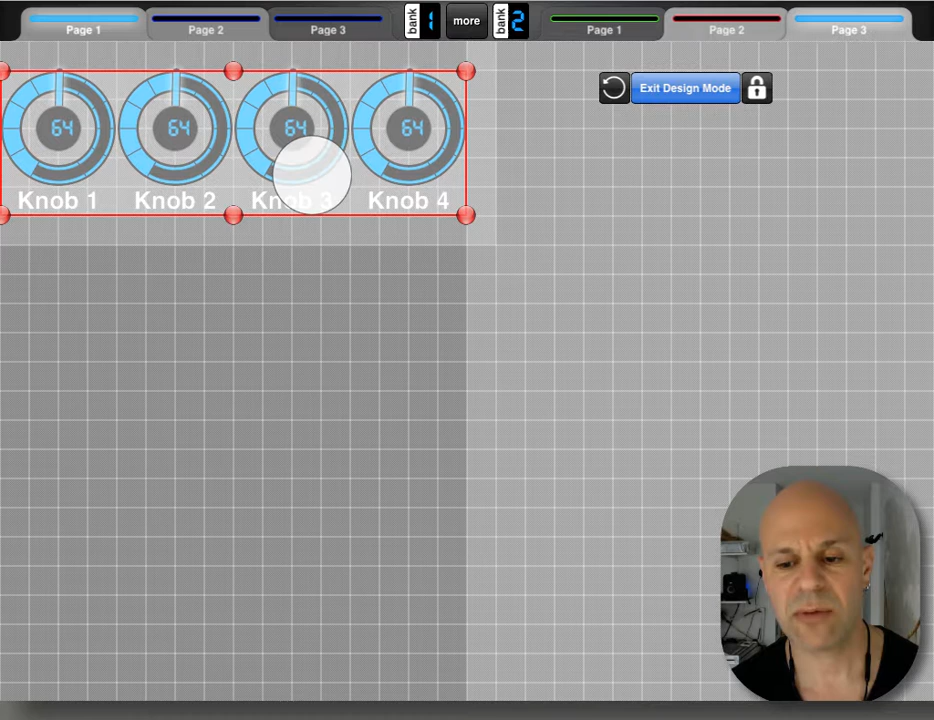 Page 1
Page 2
Page 3
bank 1
more
bank 2
Page 1
Page 2
Page 3
Exit Design Mode
64
64
64
64
Knob 1
Knob 2
Knob 3
Knob 4